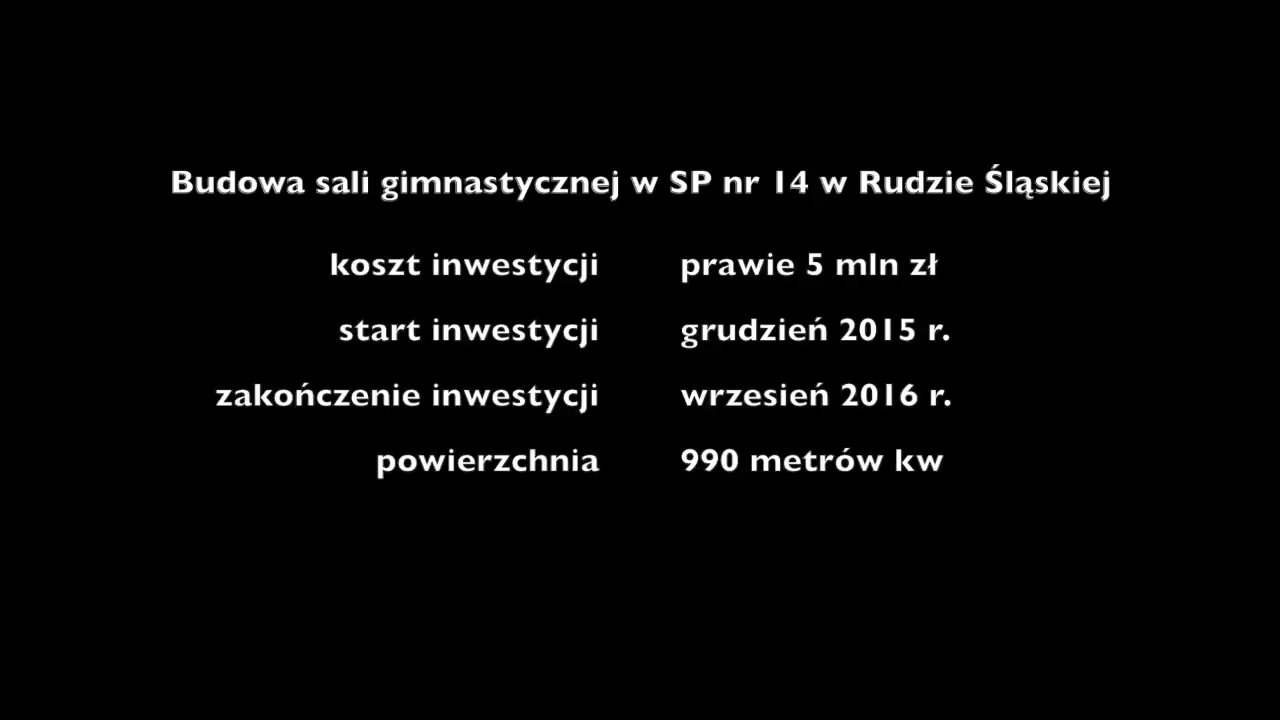 Budowa sali gimnastycznej w SP nr 14 w Rudzie Śląskiej
koszt inwestycji prawie 5 mln zł
start inwestycji grudzień 2015 r.
zakończenie inwestycji wrzesień 2016 r.
powierzchnia 990 metrów kw